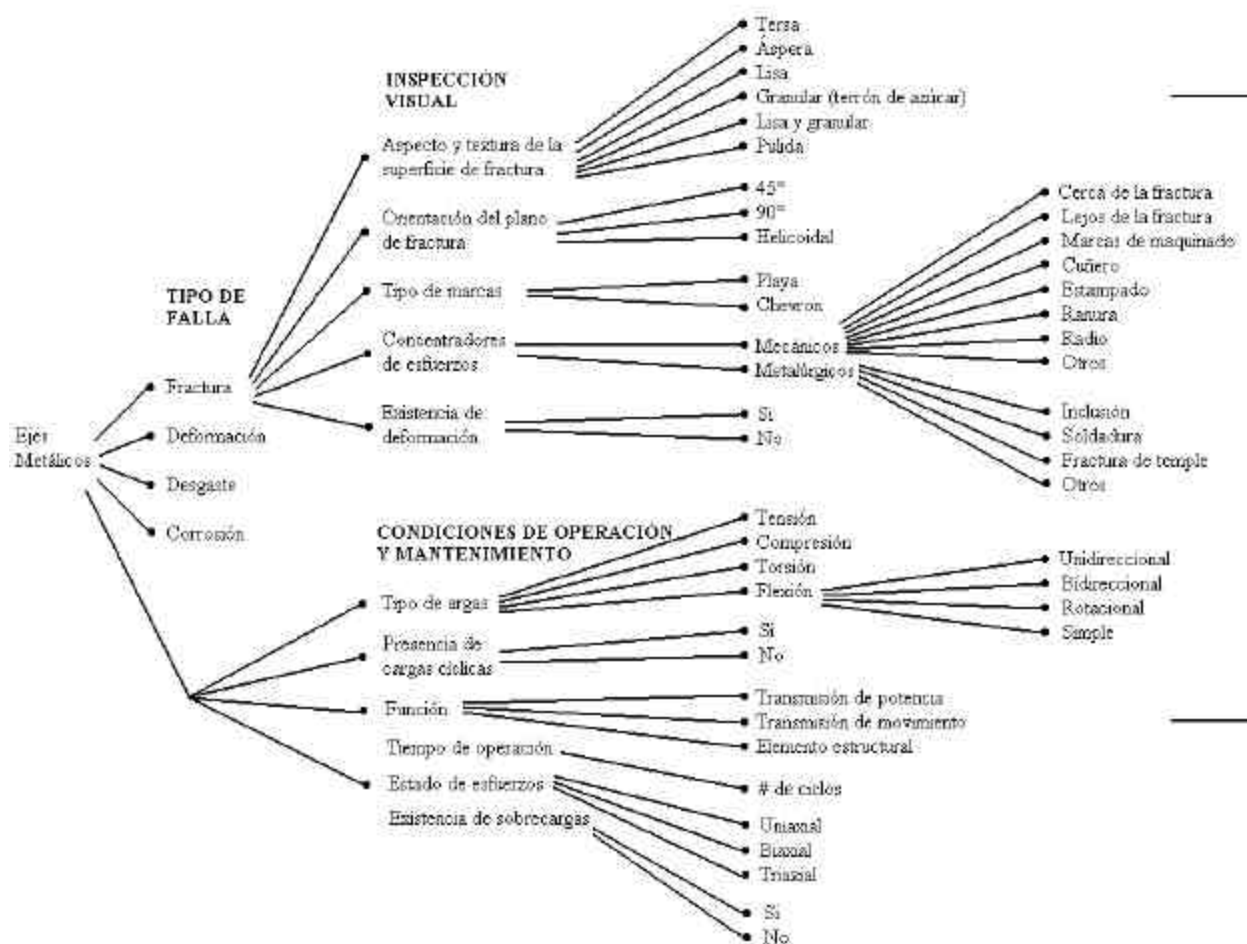 Ejes
Metálicos
TIPO DE
FALLA
Fractura
Deformación
Desgaste
Corrosión
INSPECCIÓN
VISUAL
Aspecto y textura de la
superficie de fractura
Orientación del plano
de fractura
Tipo de marcas
Concentradores
de esfuerzos
Existencia de
deformación
Tersa
Áspera
Lisa
Granular (terrón de azúcar)
Lisa y granular
Pulida
45°
90°
Helicoidal
Playa
Chevron
Mecánicos
Metalúrgicos
Si
No
Cerca de la fractura
Lejos de la fractura
Marcas de maquinado
Cuñero
Estampado
Ranura
Radio
Otros
Inclusión
Soldadura
Fractura de temple
Otros
CONDICIONES DE OPERACIÓN
Y MANTENIMIENTO
Tipo de argas
Presencia de
cargas cíclicas
Función
Tiempo de operación
Estado de esfuerzos
Existencia de sobrecargas
Tensión
Compresión
Torsión
Flexión
Si
No
Transmisión de potencia
Transmisión de movimiento
Elemento estructural
# de ciclos
Uniaxial
Biaxial
Triaxial
Si
No
Unidireccional
Bidireccional
Rotacional
Simple